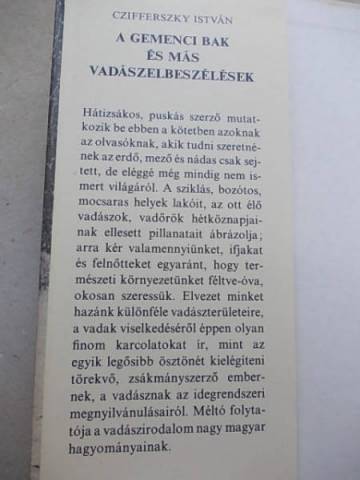 CZIFFERSZKY ISTVÁN
A GEMENCI BAK
ÉS MÁS
VADÁSZELBESZÉLÉSEK
Hátizsákos, puskás szerző mutat-
kozik be ebben a kötetben azoknak
az olvasóknak, akik tudni szeretné-
nek az erdő, mező és nádas csak sej-
tett, de eléggé még mindig nem is-
mert világáról. A sziklás, bozótos,
mocsaras helyek lakóit, az ott élő
vadászok, vadőrök hétköznapjai-
nak ellesett pillanatait ábrázolja;
arra kér valamennyiünket, ifjakat
és felnőtteket egyaránt, hogy ter-
mészeti környezetünket féltve-óva,
okosan szeressük. Elvezet minket
hazánk különféle vadászterületeire,
a vadak viselkedéséről éppen olyan
finom karcolatokat ír, mint az
egyik legősibb ösztönét kielégíteni
törekvő, zsákmányszerző ember-
nek, a vadásznak az idegrendszeri
megnyilvánulásairól. Méltó folyta-
tója a vadászirodalom nagy magyar
hagyományainak.